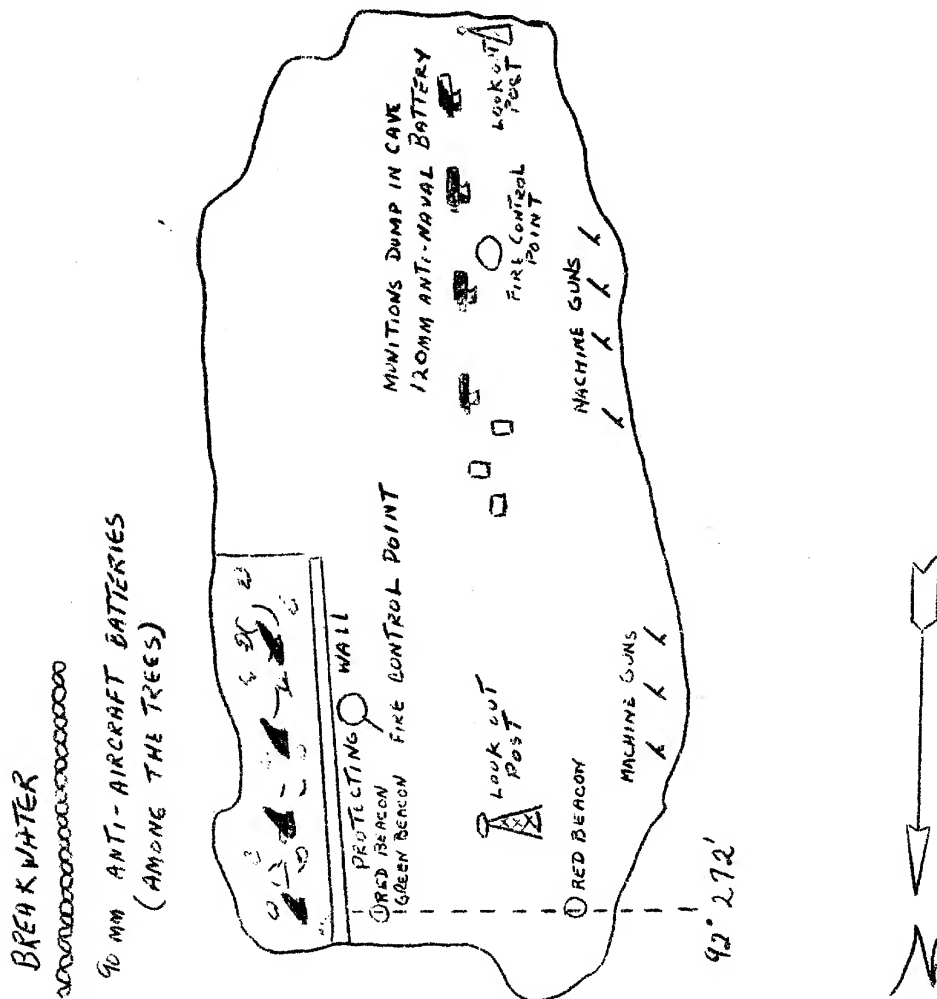 BREAKWATER
90 MM ANTI-AIRCRAFT BATTERIES
(AMONG THE TREES)
PROTECTING WALL
RED BEACON
GREEN BEACON
FIRE CONTROL POINT
LOOK OUT
POST
1 RED BEACON
MACHINE GUNS
92° 272'
MUNITIONS DUMP IN CAVE
120MM ANTI-NAVAL BATTERY
FIRE CONTROL
POINT
LOOK OUT
POST
MACHINE GUNS
N